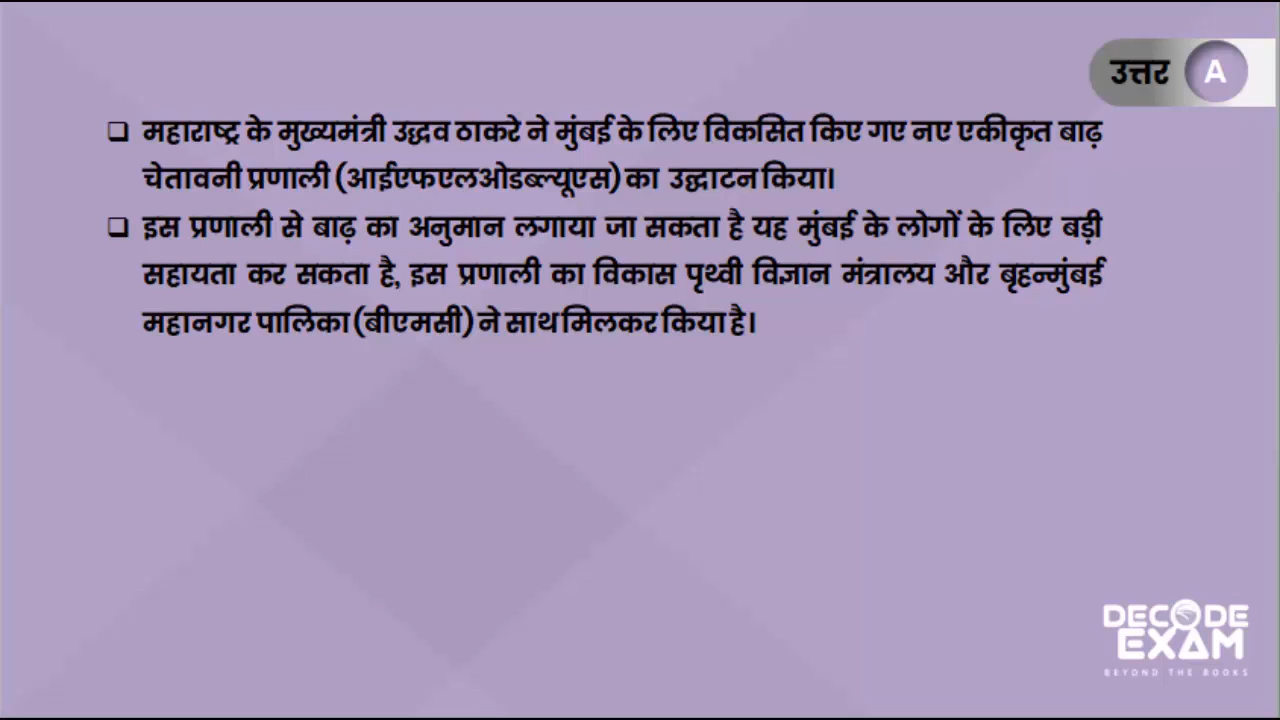 उत्तर A
महाराष्ट्र के मुख्यमंत्री उद्धव ठाकरे ने मुंबई के लिए विकसित किए गए नए एकीकृत बाढ़
चेतावनी प्रणाली (आईएफएलओडब्ल्यूएस) का उद्घाटन किया।
इस प्रणाली से बाढ़ का अनुमान लगाया जा सकता है यह मुंबई के लोगों के लिए बड़ी
सहायता कर सकता है, इस प्रणाली का विकास पृथ्वी विज्ञान मंत्रालय और बृहन्मुंबई
महानगर पालिका (बीएमसी) ने साथ मिलकर किया है।
DECODE
EXAM
BEYOND THE BOOKS